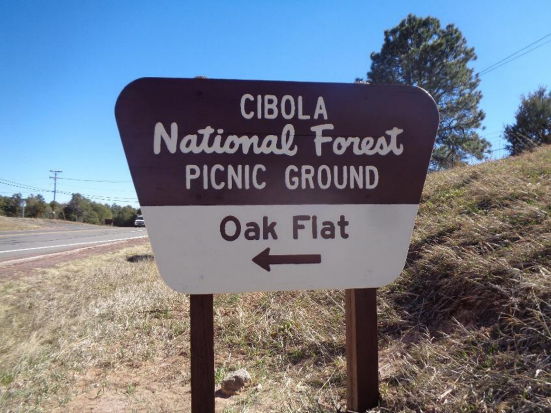 CIBOLA
National Forest
PICNIC GROUND
Oak Flat